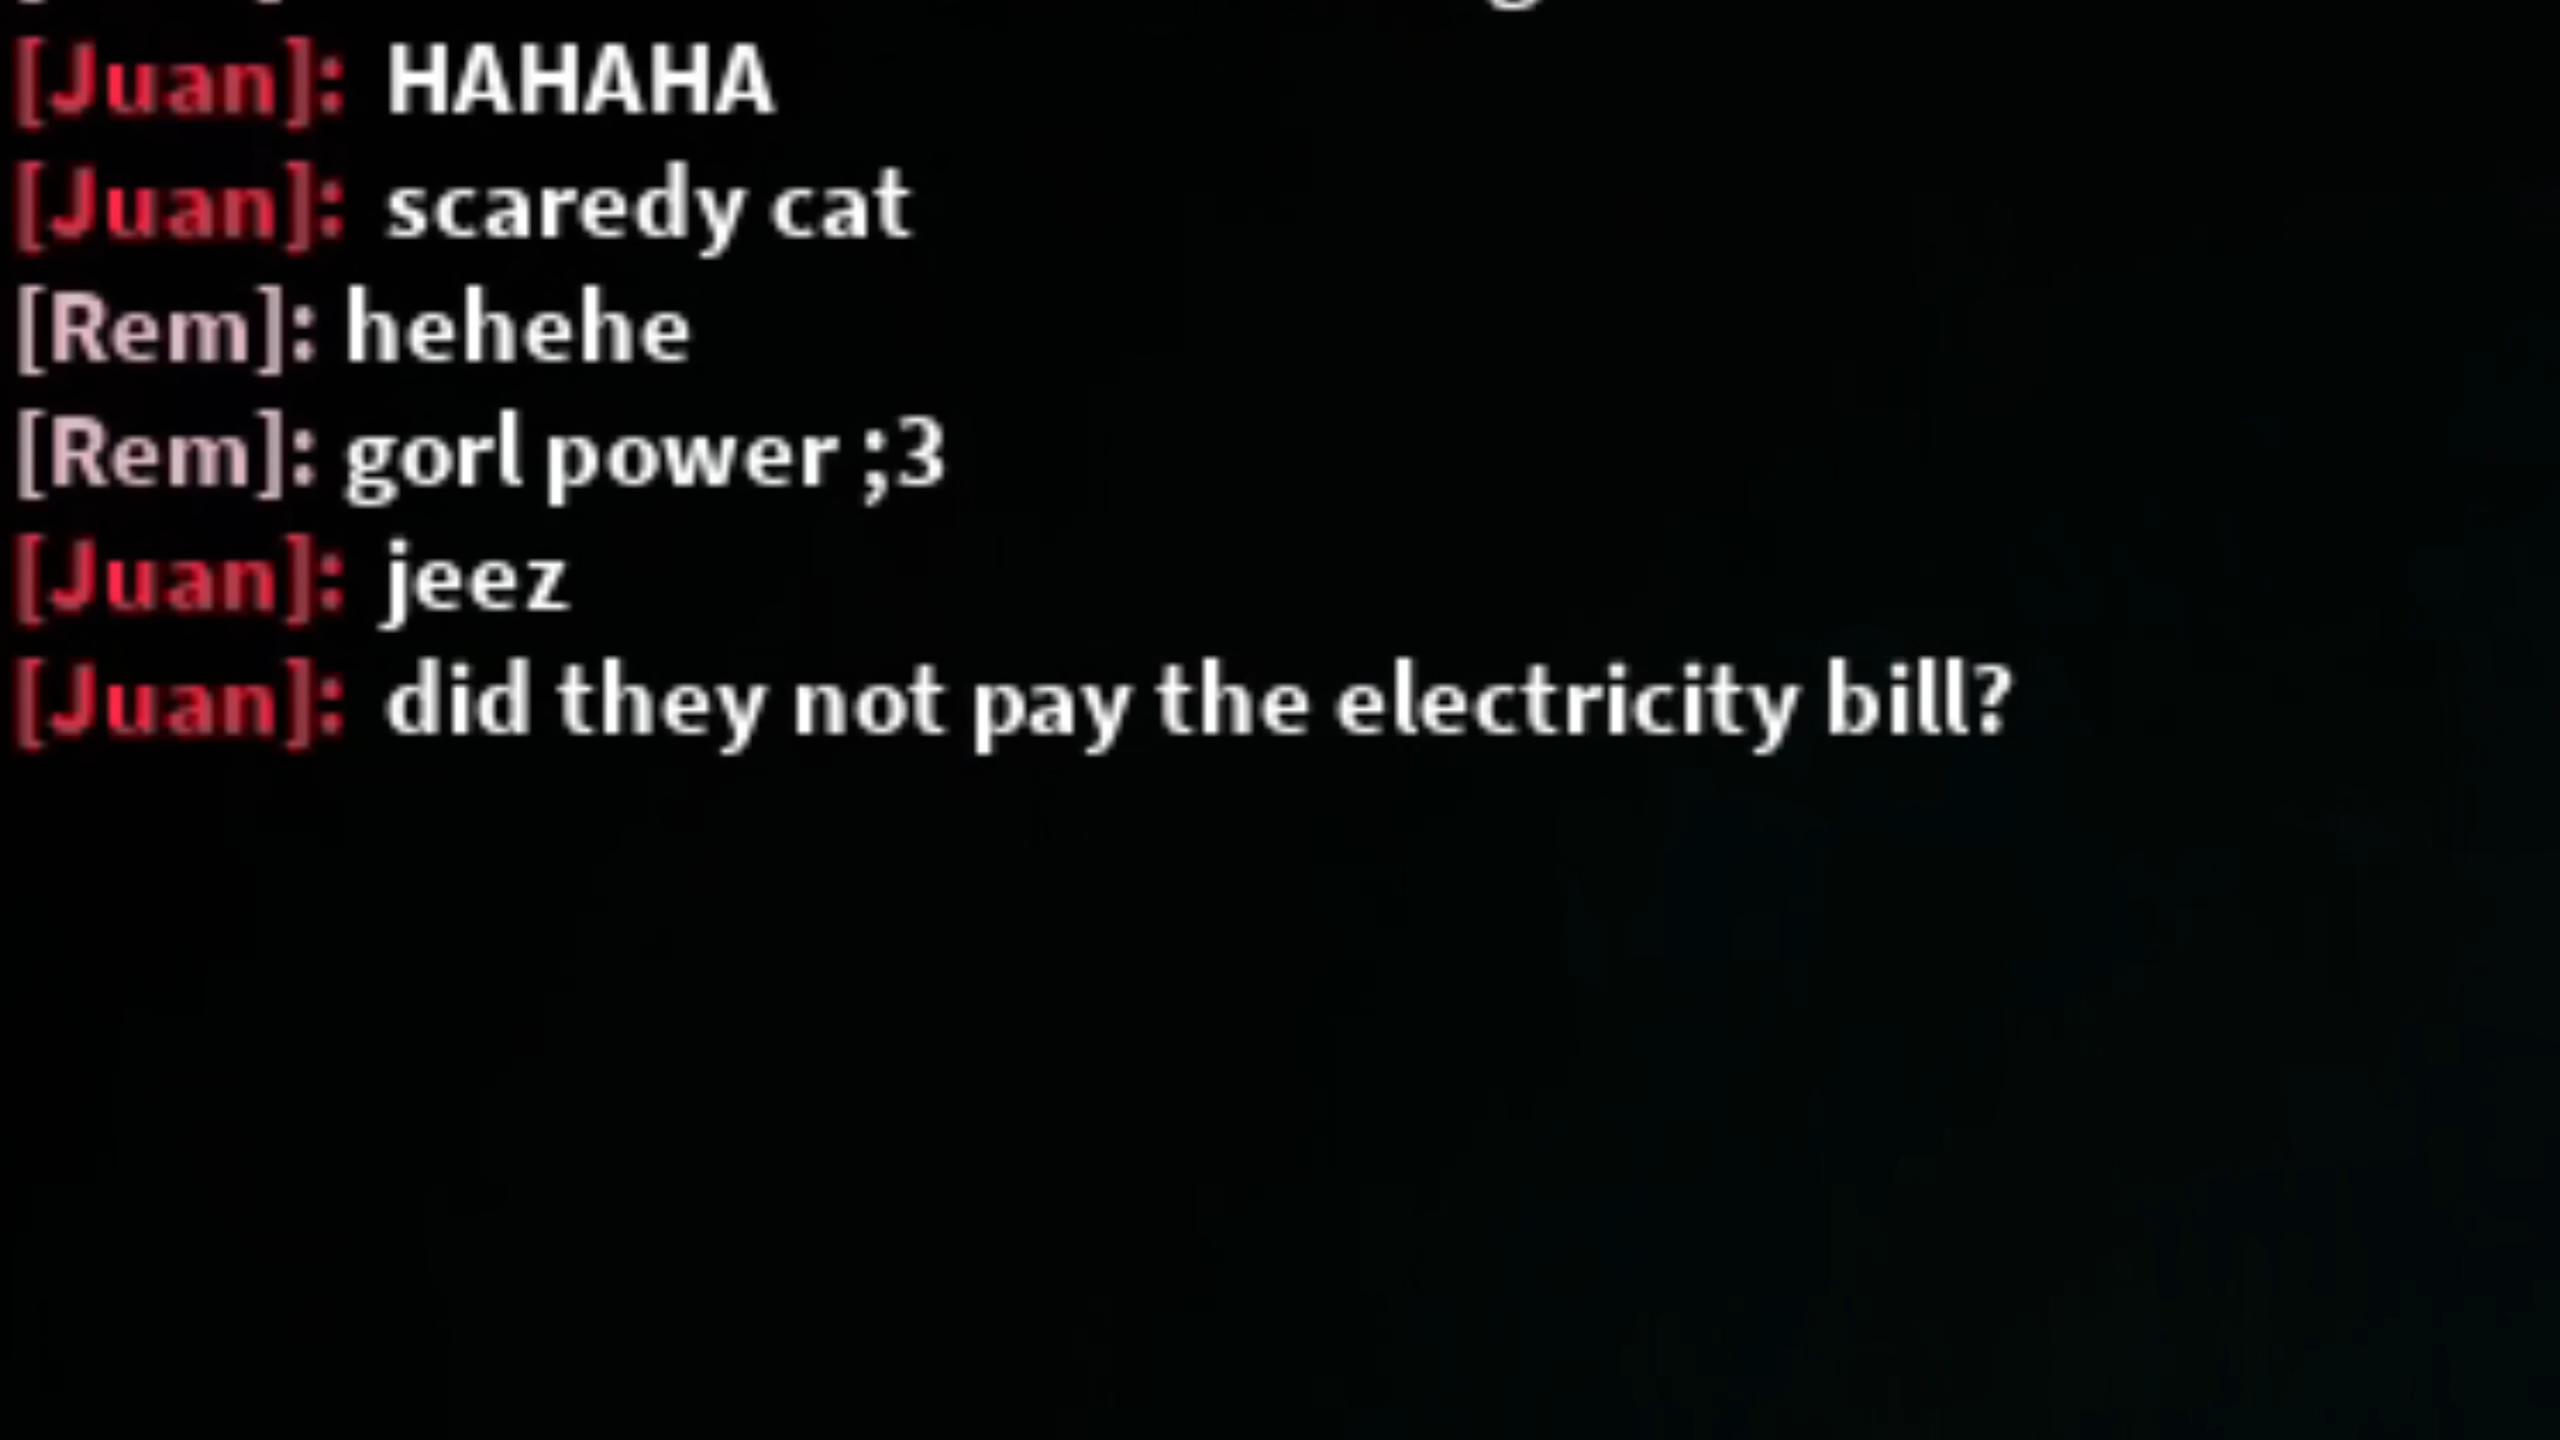 [Juan]: HAHAHA
[Juan]: scaredy cat
[Rem]: hehehe
[Rem]: gorl power ;3
[Juan]: jeez
[Juan]: did they not pay the electricity bill?